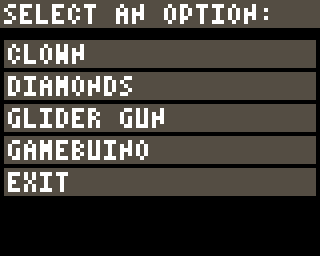 SELECT AN OPTION:
CLOWN
DIAMONDS
GLIDER GUN
GAMEBUINO
EXIT